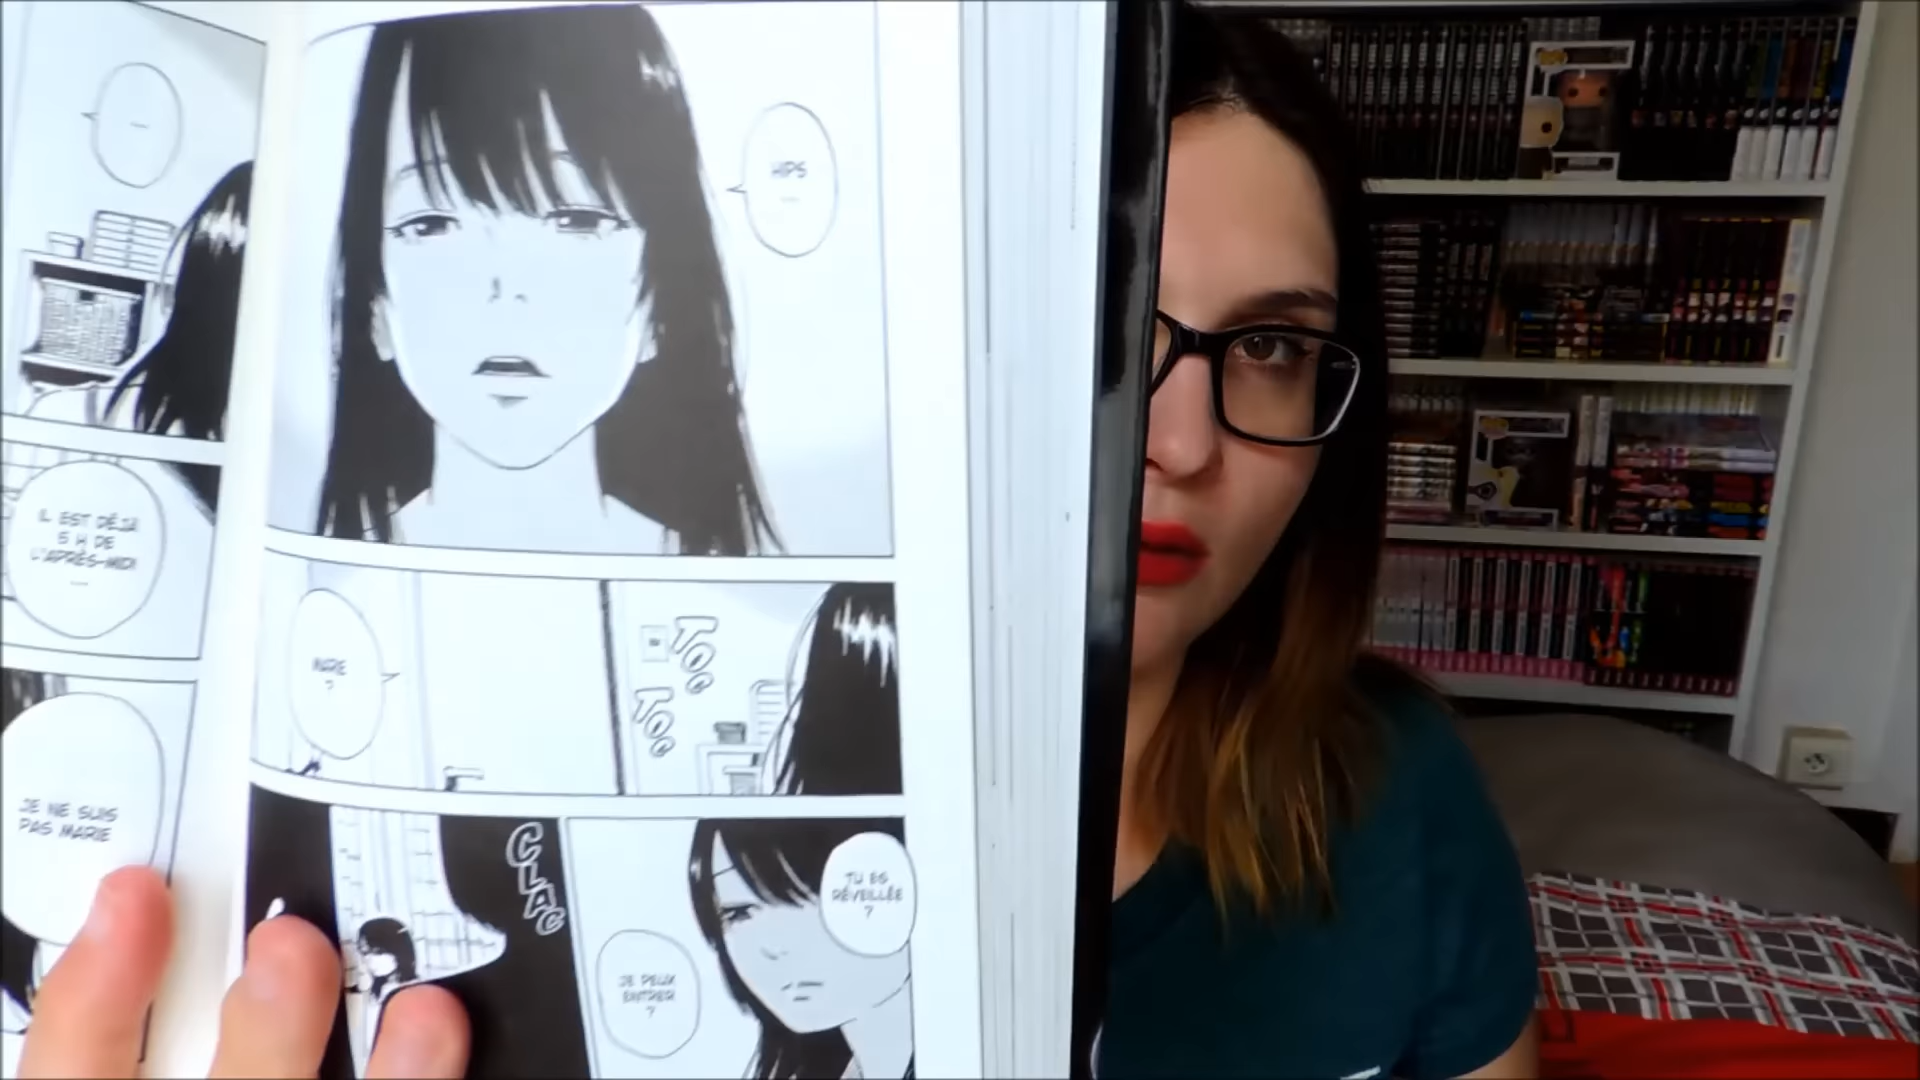 ...
IL EST DÉJÀ
5 H DE
L'APRÈS-MIDI
...
JE NE SUIS
PAS MARIE
HIPS
...
TOC
TOC
MARIE
?
CLAC
TU ES
RÉVEILLÉE
?
JE PEUX
ENTRER
?